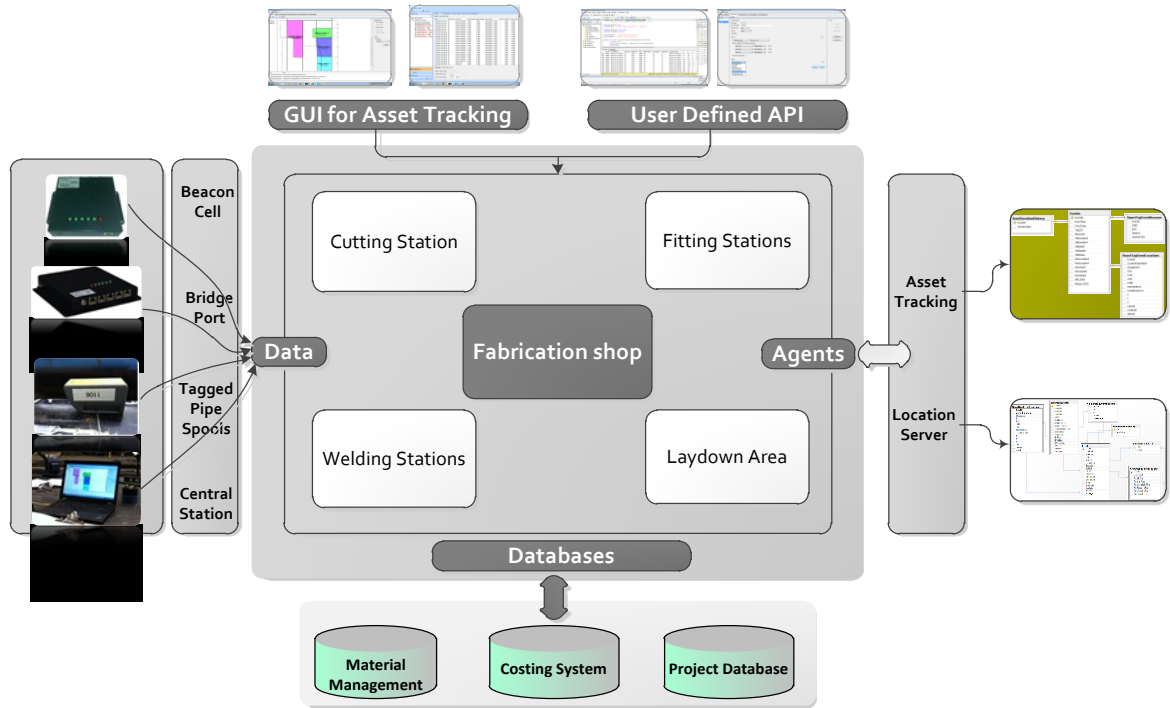 GUI for Asset Tracking
User Defined API
Beacon
Cell
Bridge
Port
Tagged
Pipe
Spools
Central
Station
9011
Data
Cutting Station
Fitting Stations
Fabrication shop
Welding Stations
Laydown Area
Agents
Asset
Tracking
Location
Server
Databases
Material
Management
Costing System
Project Database